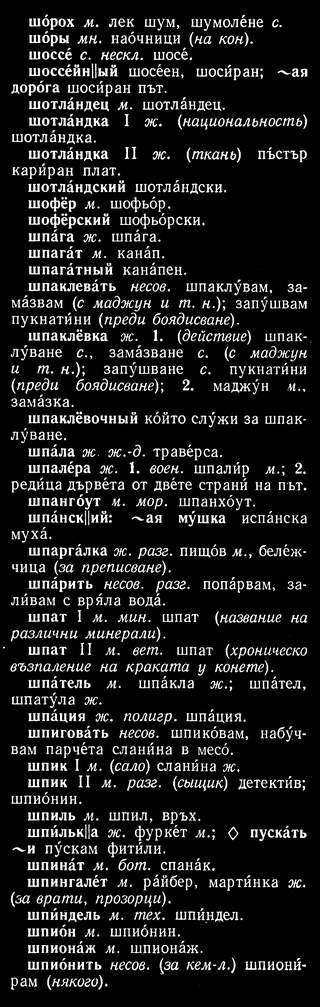 шо́рох м. лек шум, шумоле́не с.
шо́ры мн. нао́чници (на кон).
шоссе́ с. нескл. шосе́.
шоссе́йн||ый шосе́ен, шоси́ран; ~ая
доро́га шоси́ран път.
шотла́ндец м. шотла́ндец.
шотла́ндка I ж. (национальность)
шотла́ндка.
шотла́ндка II ж. (ткань) пъ́стър
кари́ран плат.
шотла́ндский шотла́ндски.
шофёр м. шофьо́р.
шофёрский шофьо́рски.
шпа́га ж. шпа́га.
шпага́т м. кана́п.
шпага́тный кана́пен.
шпаклева́ть несов. шпаклу́вам, за-
ма́звам (с маджун и т. н.); запу́швам
пукнати́ни (преди боядисване).
шпаклёвка ж. 1. (действие) шпак-
лу́ване с., зама́зване с. (с маджун
и т. н.); запу́шване с. пукнати́ни
(преди боядисване); 2. маджу́н м.,
зама́зка.
шпаклёвочный ко́йто слу́жи за шпак-
лу́ване.
шпа́ла ж. ж.-д. траве́рса.
шпале́ра ж. 1. воен. шпали́р м.; 2.
реди́ца дърве́та от две́те страни́ на път.
шпанго́ут м. мор. шпанхо́ут.
шпа́нск||ий: ~ая му́шка испа́нска
муха́.
шпарга́лка ж. разг. пищо́в м., беле́ж-
чица (за преписване).
шпа́рить несов. разг. попа́рвам, за-
ли́вам с вря́ла вода́.
шпат I м. мин. шпат (название на
различни минерали).
шпат II м. вет. шпат (хроническо
възпаление на краката у конете).
шпа́тель м. шпа́кла ж.; шпа́тел,
шпату́ла ж.
шпа́ция ж. полигр. шпа́ция.
шпигова́ть несов. шпико́вам, набу́ч-
вам парче́та слани́на в месо́.
шпик I м. (сало) слани́на ж.
шпик II м. разг. (сыщик) детекти́в;
шпио́нин.
шпиль м. шпил, връх.
шпи́льк||а ж. фурке́т м.; ◊ пуска́ть
~и пу́скам фити́ли.
шпина́т м. бот. спана́к.
шпингале́т м. ра́йбер, марти́нка ж.
(за врати, прозорци).
шпи́ндель м. тех. шпи́ндел.
шпио́н м. шпио́нин.
шпиона́ж м. шпиона́ж.
шпио́нить несов. (за кем-л.) шпиони́-
рам (някого).